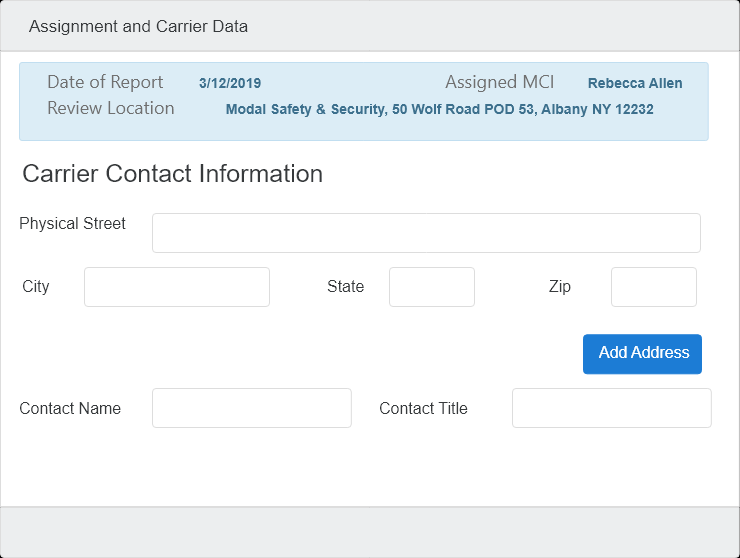 Assignment and Carrier Data
Date of Report 3/12/2019 Assigned MCI Rebecca Allen
Review Location Modal Safety & Security, 50 Wolf Road POD 53, Albany NY 12232
Carrier Contact Information
Physical Street
City State Zip
Add Address
Contact Name Contact Title